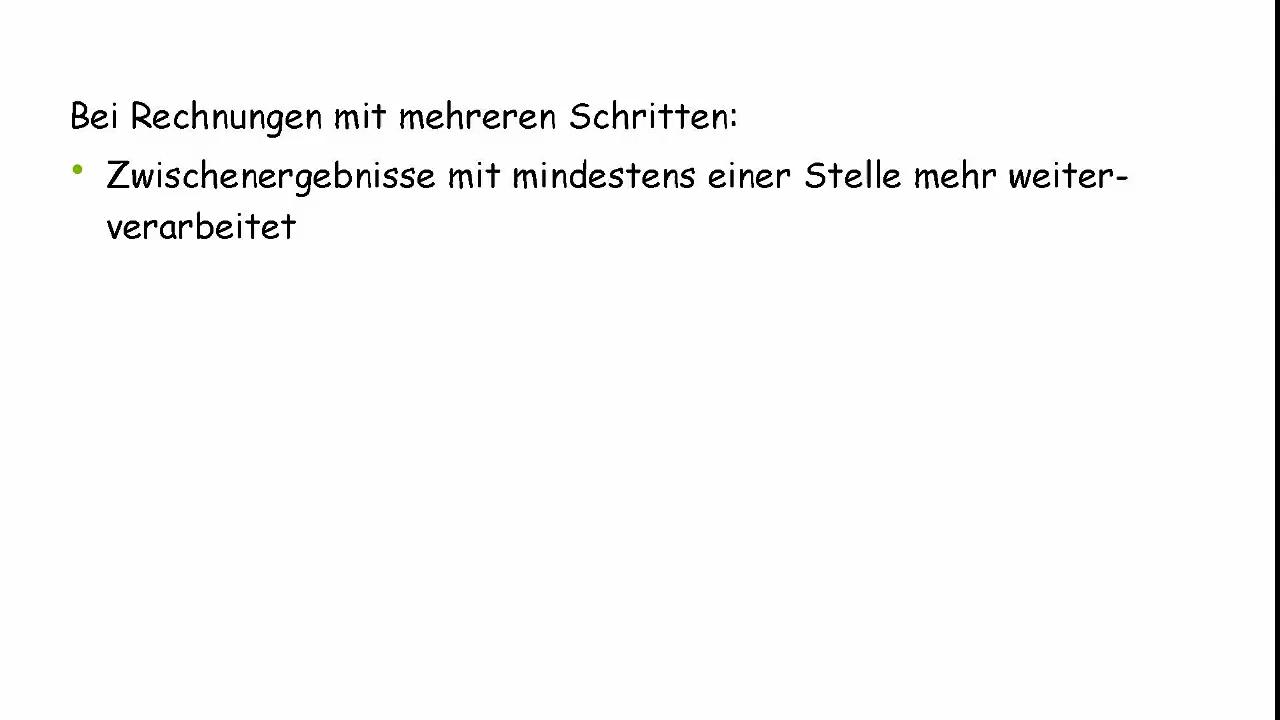 Bei Rechnungen mit mehreren Schritten:
• Zwischenergebnisse mit mindestens einer Stelle mehr weiter-
verarbeitet